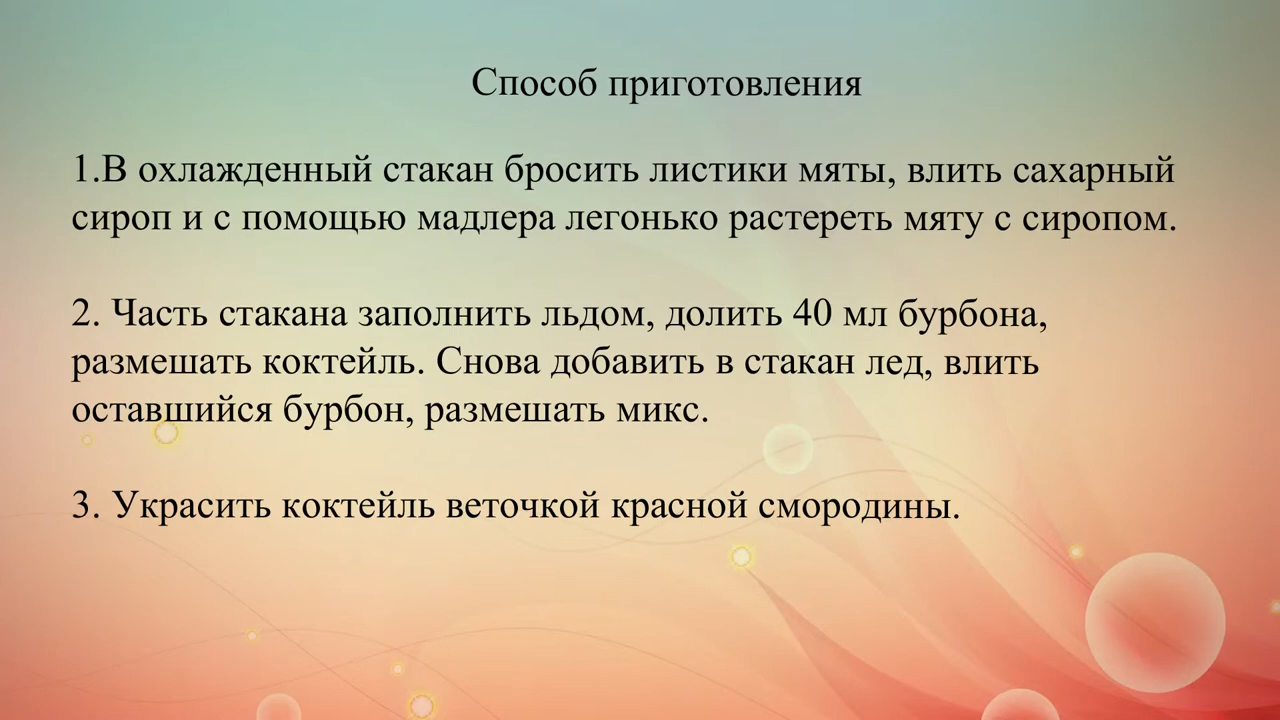 Способ приготовления
1.В охлажденный стакан бросить листики мяты, влить сахарный
сироп и с помощью мадлера легонько растереть мяту с сиропом.
2. Часть стакана заполнить льдом, долить 40 мл бурбона,
размешать коктейль. Снова добавить в стакан лед, влить
оставшийся бурбон, размешать микс.
3. Украсить коктейль веточкой красной смородины.